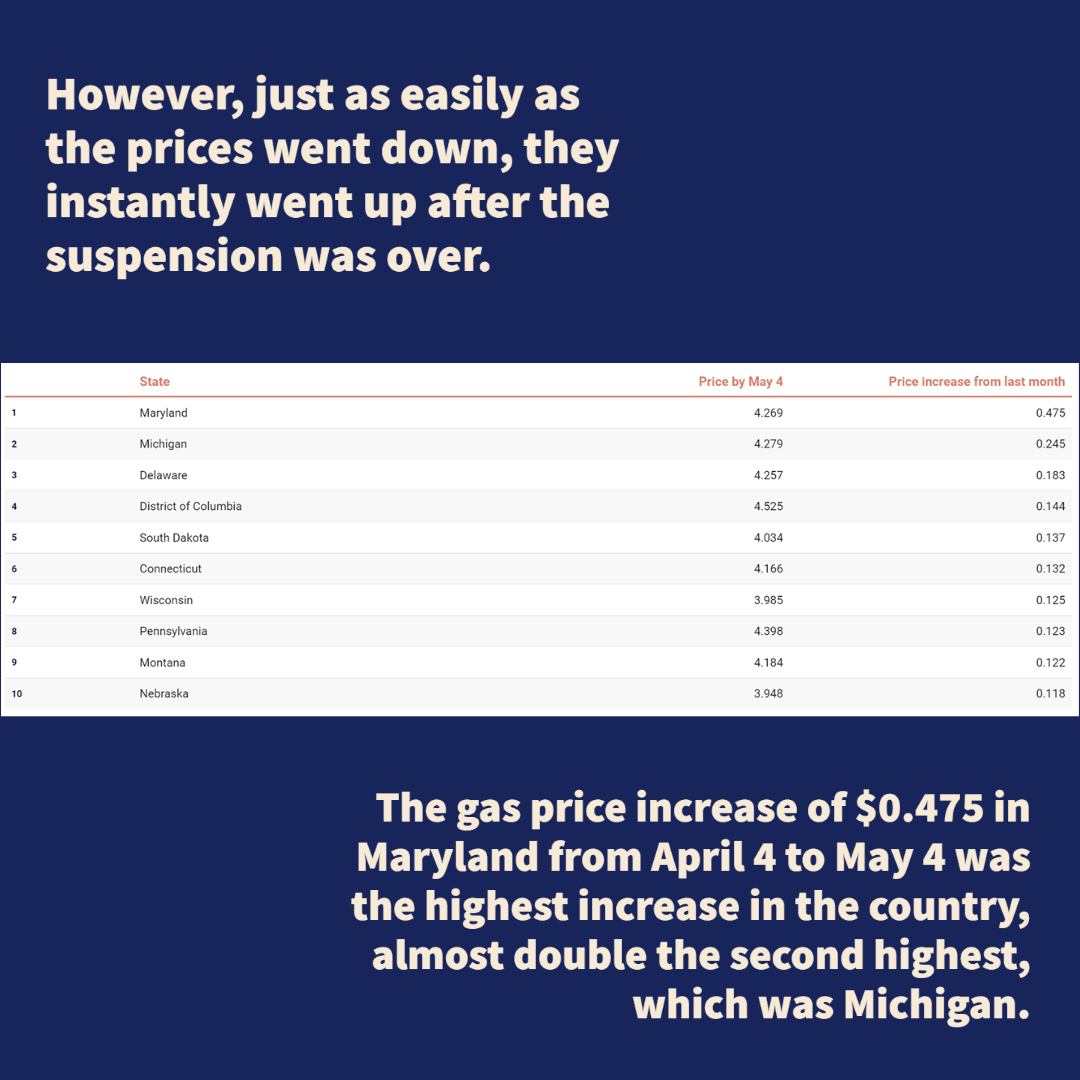 However, just as easily as
the prices went down, they
instantly went up after the
suspension was over.
State Price by May 4 Price increase from last month
1 Maryland 4.269 0.475
2 Michigan 4.279 0.245
3 Delaware 4.257 0.183
4 District of Columbia 4.525 0.144
5 South Dakota 4.034 0.137
6 Connecticut 4.166 0.132
7 Wisconsin 3.985 0.125
8 Pennsylvania 4.398 0.123
9 Montana 4.184 0.122
10 Nebraska 3.948 0.118
The gas price increase of $0.475 in
Maryland from April 4 to May 4 was
the highest increase in the country,
almost double the second highest,
which was Michigan.